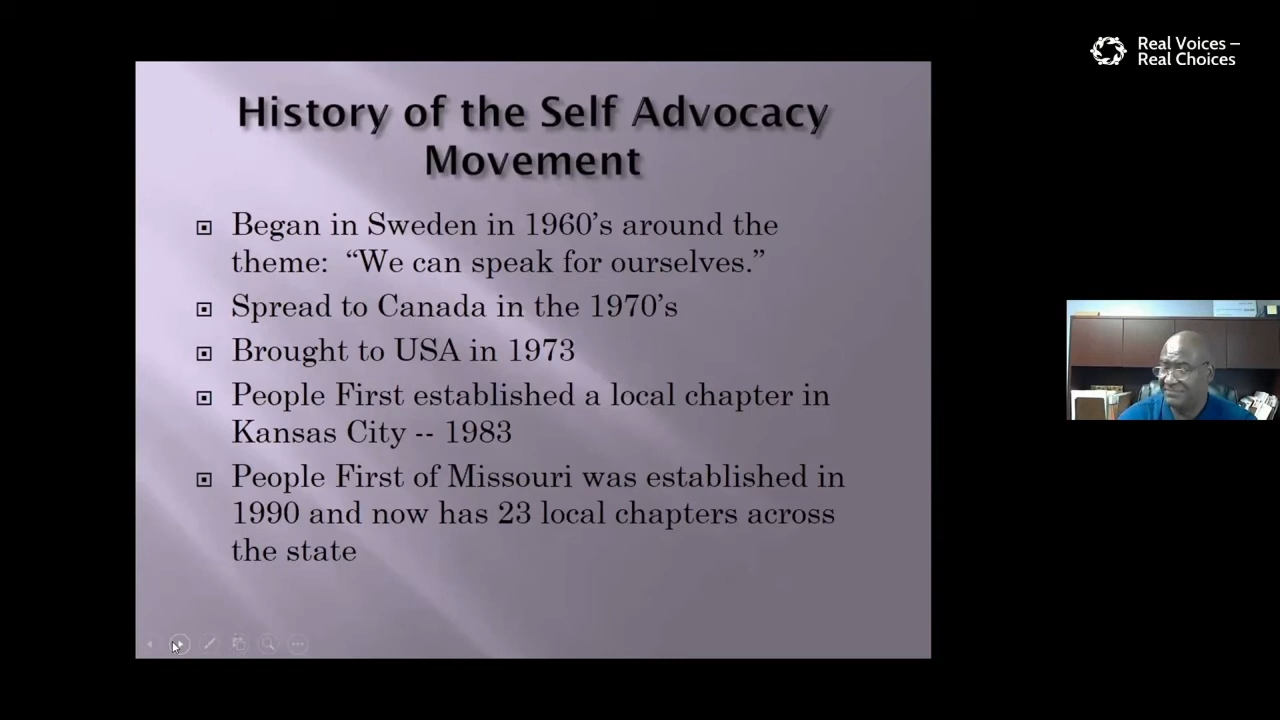 Real Voices –
Real Choices
History of the Self Advocacy
Movement
Began in Sweden in 1960’s around the
theme:  “We can speak for ourselves.”
Spread to Canada in the 1970’s
Brought to USA in 1973
People First established a local chapter in
Kansas City -- 1983
People First of Missouri was established in
1990 and now has 23 local chapters across
the state